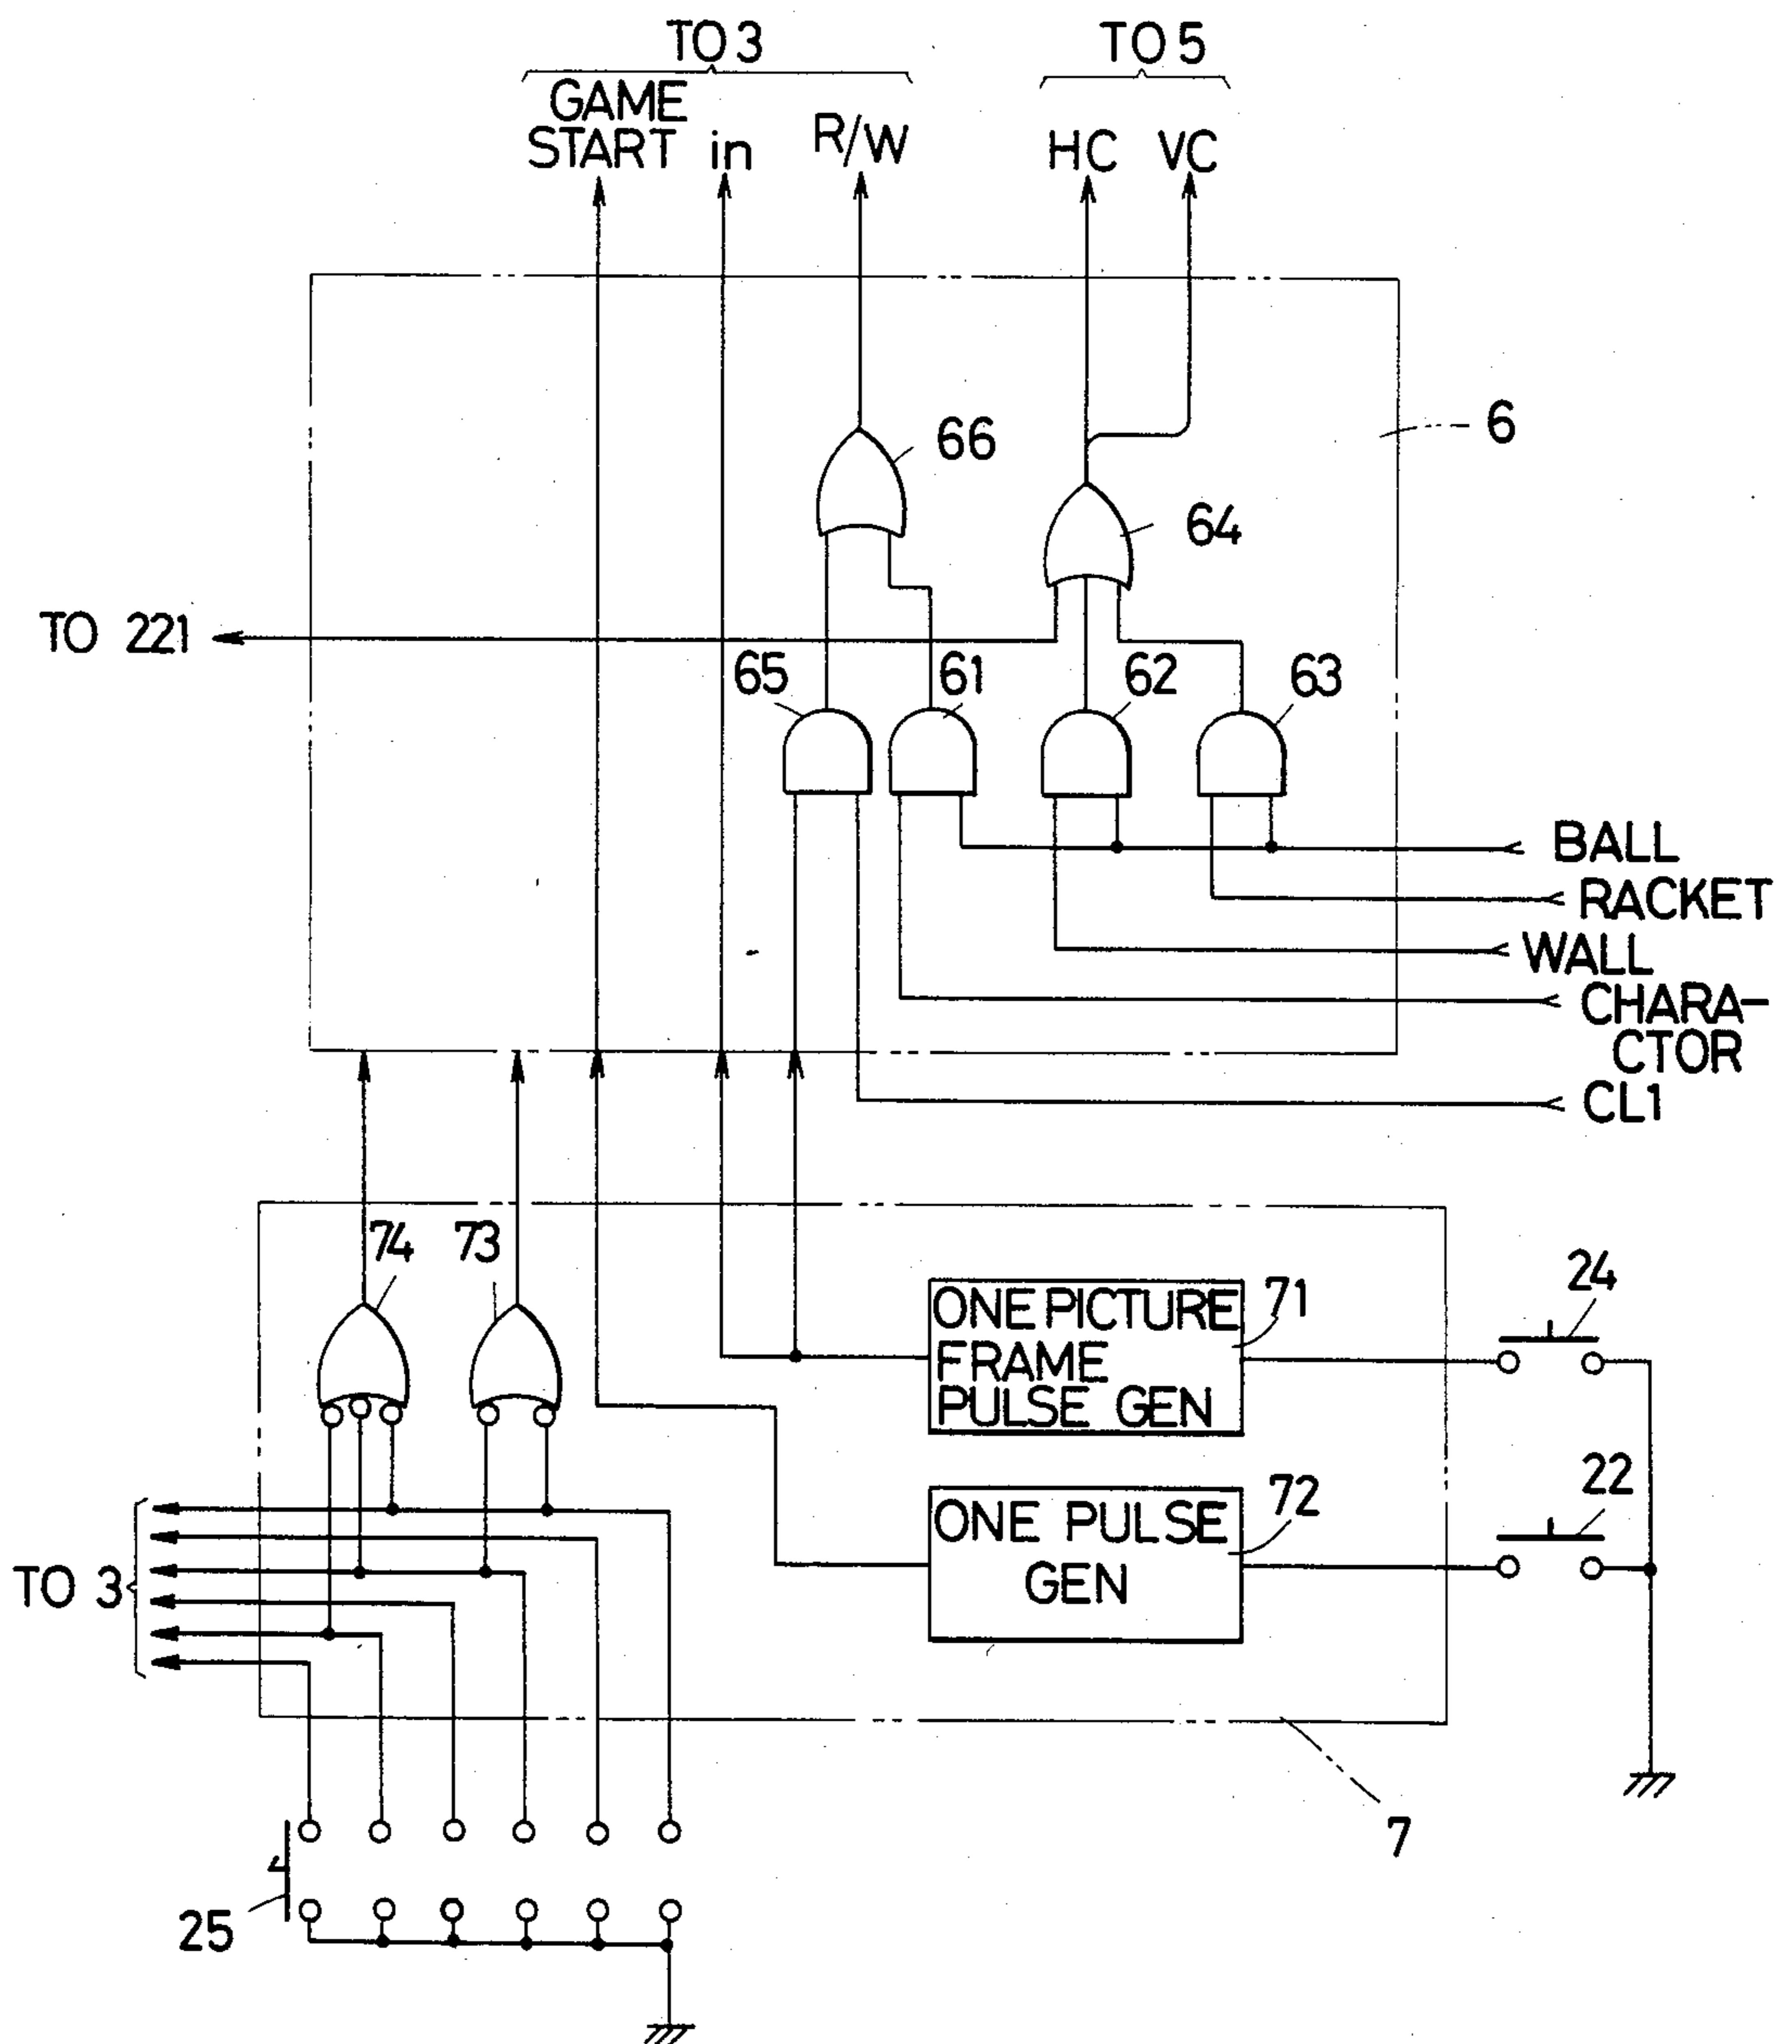 TO 3
TO 5
GAME
START
in
R/W
HC
VC
6
66
64
TO 221
65
61
62
63
BALL
RACKET
WALL
CHARA-
CTOR
CL1
74
73
ONE PICTURE
FRAME
PULSE GEN
71
24
ONE PULSE
GEN
72
22
TO 3
7
25